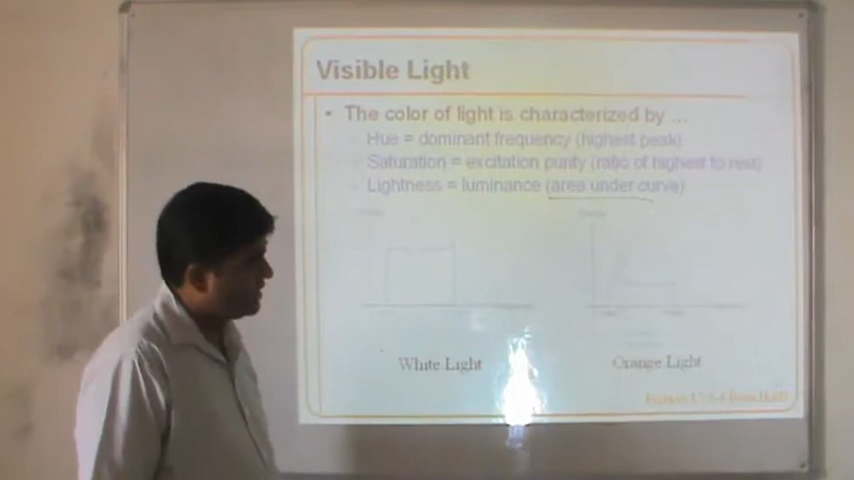 Visible Light
• The color of light is characterized by ...
Hue = dominant frequency (highest peak)
Saturation = excitation purity (ratio of highest to rest)
Lightness = luminance (area under curve)
White Light
Orange Light